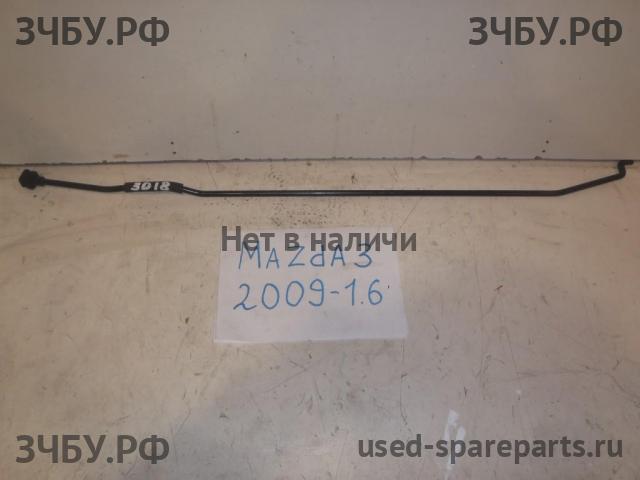 ЗЧБУ.РФ ЗЧБУ.РФ
3018
Нет в наличи
MAZdA 3
2009-1.6
ЗЧБУ.РФ used-spareparts.ru